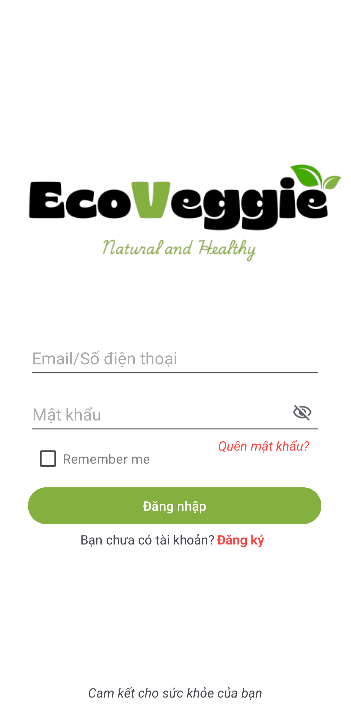 EcoVeggie
Natural and Healthy
Email/Số điện thoại
Mật khẩu
Quên mật khẩu?
Remember me
Đăng nhập
Bạn chưa có tài khoản? Đăng ký
Cam kết cho sức khỏe của bạn